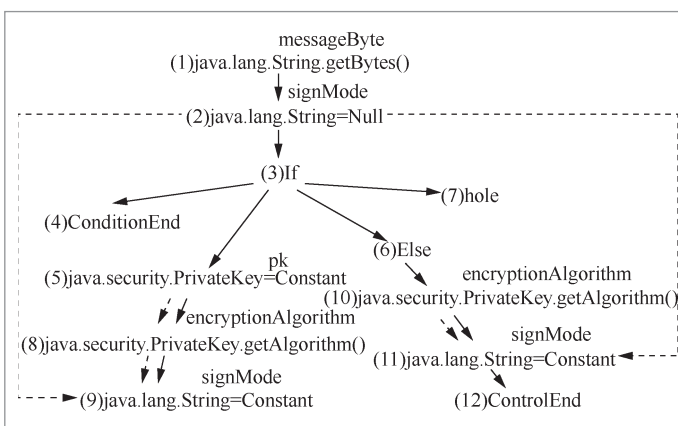 messageByte
(1)java.lang.String.getBytes()
signMode
(2)java.lang.String=Null
(3)If
(7)hole
(4)ConditionEnd
(6)Else
pk
(5)java.security.PrivateKey=Constant
encryptionAlgorithm
(10)java.security.PrivateKey.getAlgorithm()
encryptionAlgorithm
(8)java.security.PrivateKey.getAlgorithm()
signMode
(11)java.lang.String=Constant
signMode
(9)java.lang.String=Constant
(12)ControlEnd